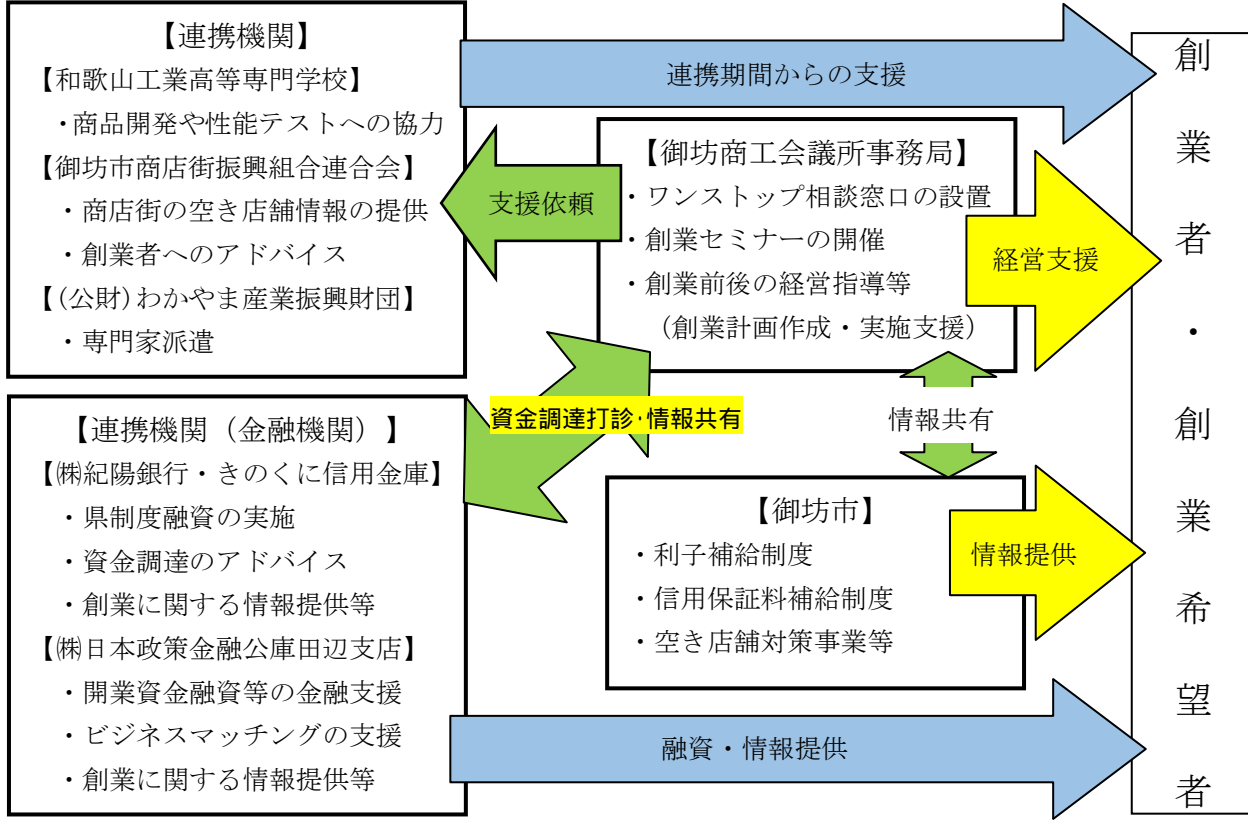 【連携機関】
【和歌山工業高等専門学校】
・商品開発や性能テストへの協力
【御坊市商店街振興組合連合会】
・商店街の空き店舗情報の提供
・創業者へのアドバイス
【(公財)わかやま産業振興財団】
・専門家派遣
連携期間からの支援
支援依頼
【御坊商工会議所事務局】
・ワンストップ相談窓口の設置
・創業セミナーの開催
・創業前後の経営指導等
（創業計画作成・実施支援）
経営支援
資金調達打診・情報共有
情報共有
【連携機関（金融機関）】
【㈱紀陽銀行・きのくに信用金庫】
・県制度融資の実施
・資金調達のアドバイス
・創業に関する情報提供等
【㈱日本政策金融公庫田辺支店】
・開業資金融資等の金融支援
・ビジネスマッチングの支援
・創業に関する情報提供等
【御坊市】
・利子補給制度
・信用保証料補給制度
・空き店舗対策事業等
情報提供
融資・情報提供
創業者・創業希望者